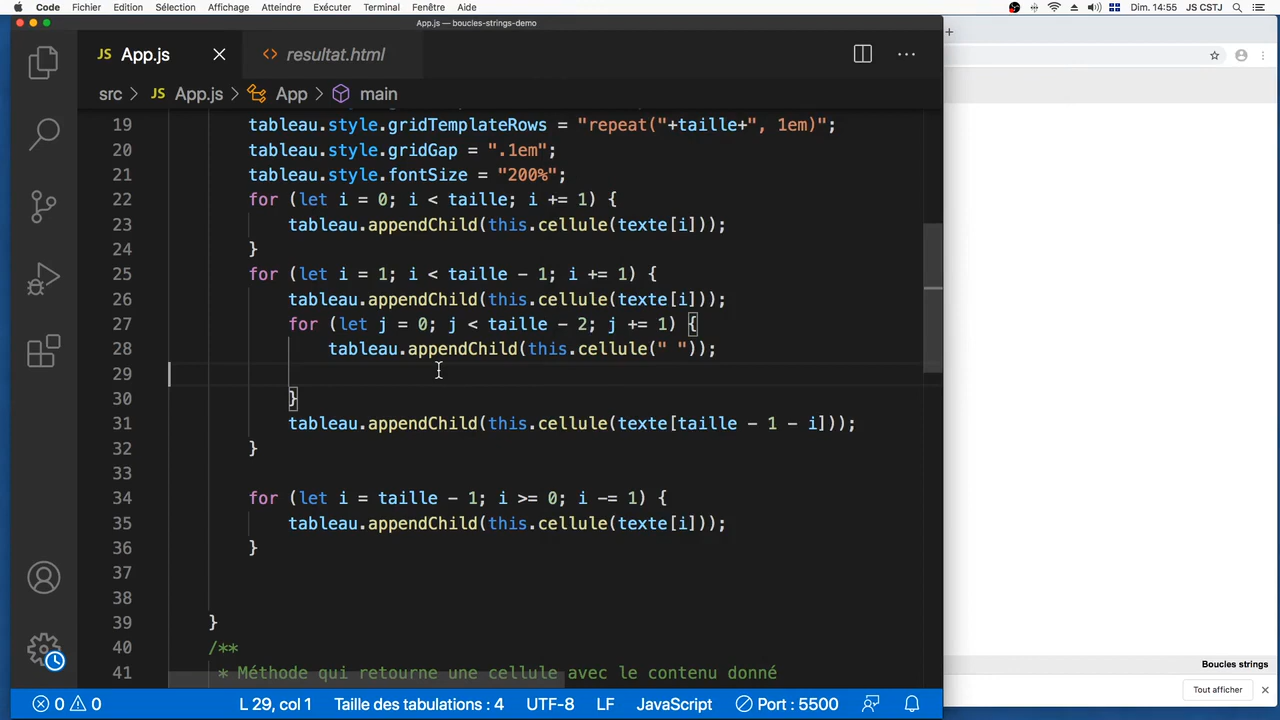 Code Fichier Edition Sélection Affichage Atteindre Exécuter Terminal Fenêtre Aide Dim. 14:55 JS CSTJ
App.js — boucles-strings-demo
JS App.js resultat.html
src JS App.js App main
19 tableau.style.gridTemplateRows = "repeat("+taille+", 1em)";
20 tableau.style.gridGap = ".1em";
21 tableau.style.fontSize = "200%";
22 for (let i = 0; i < taille; i += 1) {
23 tableau.appendChild(this.cellule(texte[i]));
24 }
25 for (let i = 1; i < taille - 1; i += 1) {
26 tableau.appendChild(this.cellule(texte[i]));
27 for (let j = 0; j < taille - 2; j += 1) {
28 tableau.appendChild(this.cellule(" "));
29
30 }
31 tableau.appendChild(this.cellule(texte[taille - 1 - i]));
32 }
33
34 for (let i = taille - 1; i >= 0; i -= 1) {
35 tableau.appendChild(this.cellule(texte[i]));
36 }
37
38
39 }
40 /**
41 * Méthode qui retourne une cellule avec le contenu donné
Boucles strings
Tout afficher
0 0 L 29, col 1 Taille des tabulations : 4 UTF-8 LF JavaScript Port : 5500